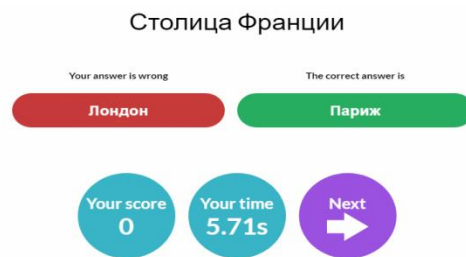 Столица Франции
Your answer is wrong
The correct answer is
Лондон
Париж
Your score
0
Your time
5.71s
Next